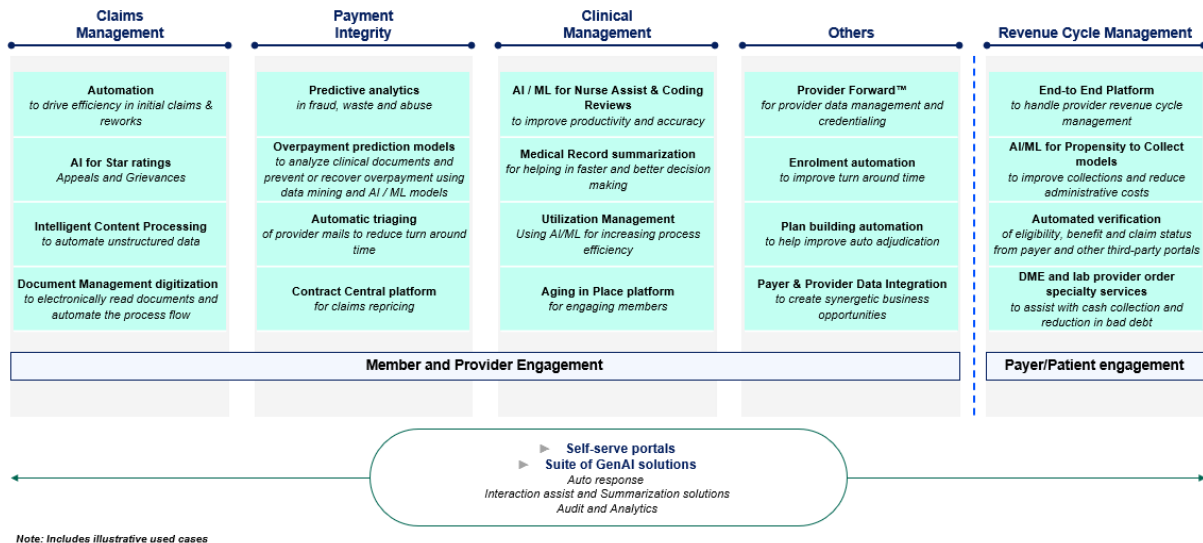 Claims
Management
Payment
Integrity
Clinical
Management
Others
Revenue Cycle Management
Automation
to drive efficiency in initial claims &
reworks
AI for Star ratings
Appeals and Grievances
Intelligent Content Processing
to automate unstructured data
Document Management digitization
to electronically read documents and
automate the process flow
Predictive analytics
in fraud, waste and abuse
Overpayment prediction models
to analyze clinical documents and
prevent or recover overpayment using
data mining and AI / ML models
Automatic triaging
of provider mails to reduce turn around
time
Contract Central platform
for claims repricing
AI / ML for Nurse Assist & Coding
Reviews
to improve productivity and accuracy
Medical Record summarization
for helping in faster and better decision
making
Utilization Management
Using AI/ML for increasing process
efficiency
Aging in Place platform
for engaging members
Provider Forward™
for provider data management and
credentialing
Enrolment automation
to improve turn around time
Plan building automation
to help improve auto adjudication
Payer & Provider Data Integration
to create synergetic business
opportunities
End-to End Platform
to handle provider revenue cycle
management
AI/ML for Propensity to Collect
models
to improve collections and reduce
administrative costs
Automated verification
of eligibility, benefit and claim status
from payer and other third-party portals
DME and lab provider order
specialty services
to assist with cash collection and
reduction in bad debt
Member and Provider Engagement
Payer/Patient engagement
Self-serve portals
Suite of GenAI solutions
Auto response
Interaction assist and Summarization solutions
Audit and Analytics
Note: Includes illustrative used cases